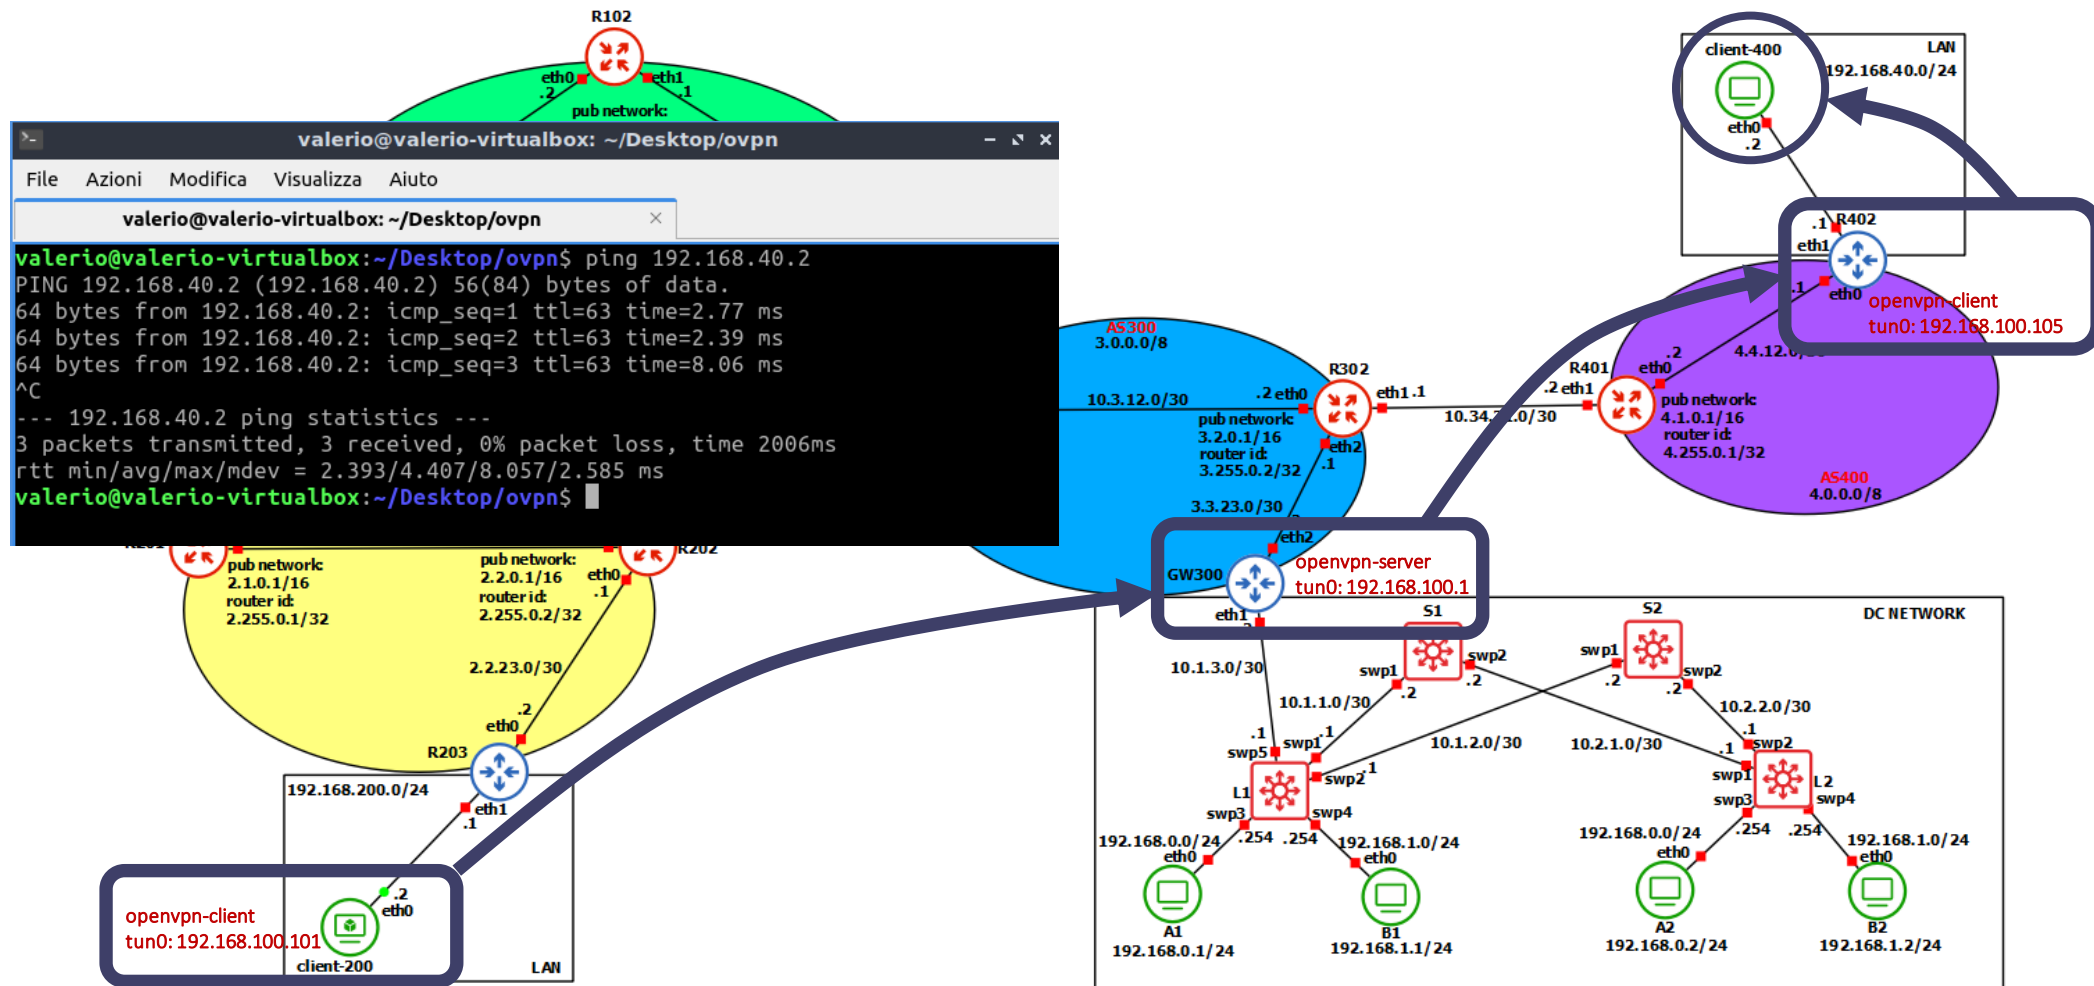 R102
eth0
.2
eth1
.1
pub network:
valerio@valerio-virtualbox: ~/Desktop/ovpn
File Azioni Modifica Visualizza Aiuto
valerio@valerio-virtualbox: ~/Desktop/ovpn
valerio@valerio-virtualbox:~/Desktop/ovpn$ ping 192.168.40.2
PING 192.168.40.2 (192.168.40.2) 56(84) bytes of data.
64 bytes from 192.168.40.2: icmp_seq=1 ttl=63 time=2.77 ms
64 bytes from 192.168.40.2: icmp_seq=2 ttl=63 time=2.39 ms
64 bytes from 192.168.40.2: icmp_seq=3 ttl=63 time=8.06 ms
^C
--- 192.168.40.2 ping statistics ---
3 packets transmitted, 3 received, 0% packet loss, time 2006ms
rtt min/avg/max/mdev = 2.393/4.407/8.057/2.585 ms
valerio@valerio-virtualbox:~/Desktop/ovpn$
client-400
LAN
192.168.40.0/24
eth0
.2
.1
R402
eth1
.1
eth0
openvpn-client
tun0: 192.168.100.105
4.4.12.0/
AS300
3.0.0.0/8
10.3.12.0/30
R302
.2 eth0
eth1 .1
pub network:
3.2.0.1/16
router id:
3.255.0.2/32
eth2
.1
3.3.23.0/30
10.34. .0/30
R401
.2 eth1
.2
eth0
pub network:
4.1.0.1/16
router id:
4.255.0.1/32
AS400
4.0.0.0/8
eth2
GW300
openvpn-server
tun0: 192.168.100.1
eth1
R202
pub network:
2.1.0.1/16
router id:
2.255.0.1/32
pub network:
2.2.0.1/16
router id:
2.255.0.2/32
eth0
.1
2.2.23.0/30
.2
eth0
R203
192.168.200.0/24
eth1
.1
.2
eth0
openvpn-client
tun0: 192.168.100.101
client-200
LAN
DC NETWORK
S1
S2
10.1.3.0/30
swp1
.2
swp2
.2
swp1
.2
swp2
.2
10.1.1.0/30
10.1.2.0/30
10.2.1.0/30
10.2.2.0/30
.1
swp5
swp1
.1
swp2
.1
L1
swp3
.254
swp4
.254
.1
swp2
.1
swp1
L2
swp3
.254
swp4
.254
192.168.0.0/24
eth0
192.168.1.0/24
eth0
192.168.0.0/24
eth0
192.168.1.0/24
eth0
A1
192.168.0.1/24
B1
192.168.1.1/24
A2
192.168.0.2/24
B2
192.168.1.2/24